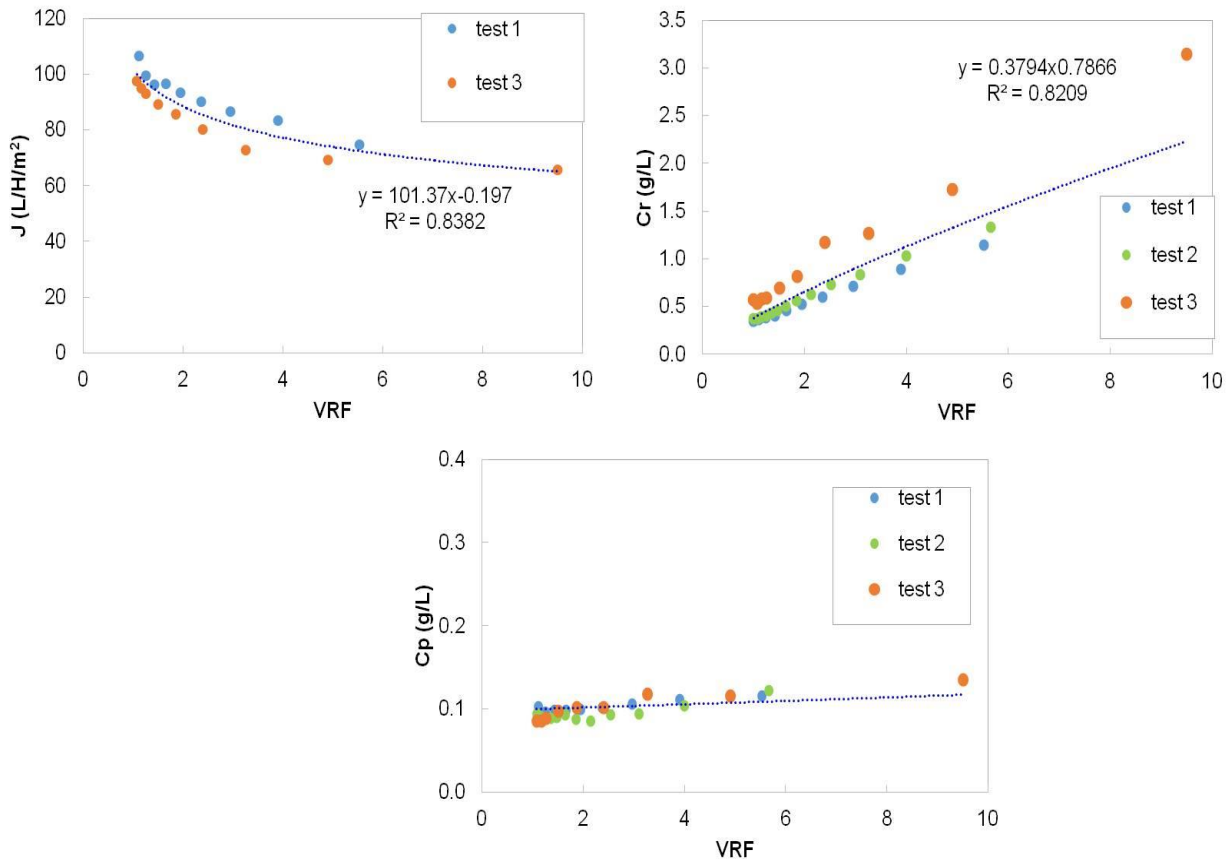 120
100
80
60
40
20
0
J (L/H/m²)
0 2 4 6 8 10
VRF
test 1
test 3
y = 101.37x-0.197
R² = 0.8382
3.5
3.0
2.5
2.0
1.5
1.0
0.5
0.0
Cr (g/L)
0 2 4 6 8 10
VRF
y = 0.3794x0.7866
R² = 0.8209
test 1
test 2
test 3
0.4
0.3
0.2
0.1
0.0
Cp (g/L)
0 2 4 6 8 10
VRF
test 1
test 2
test 3